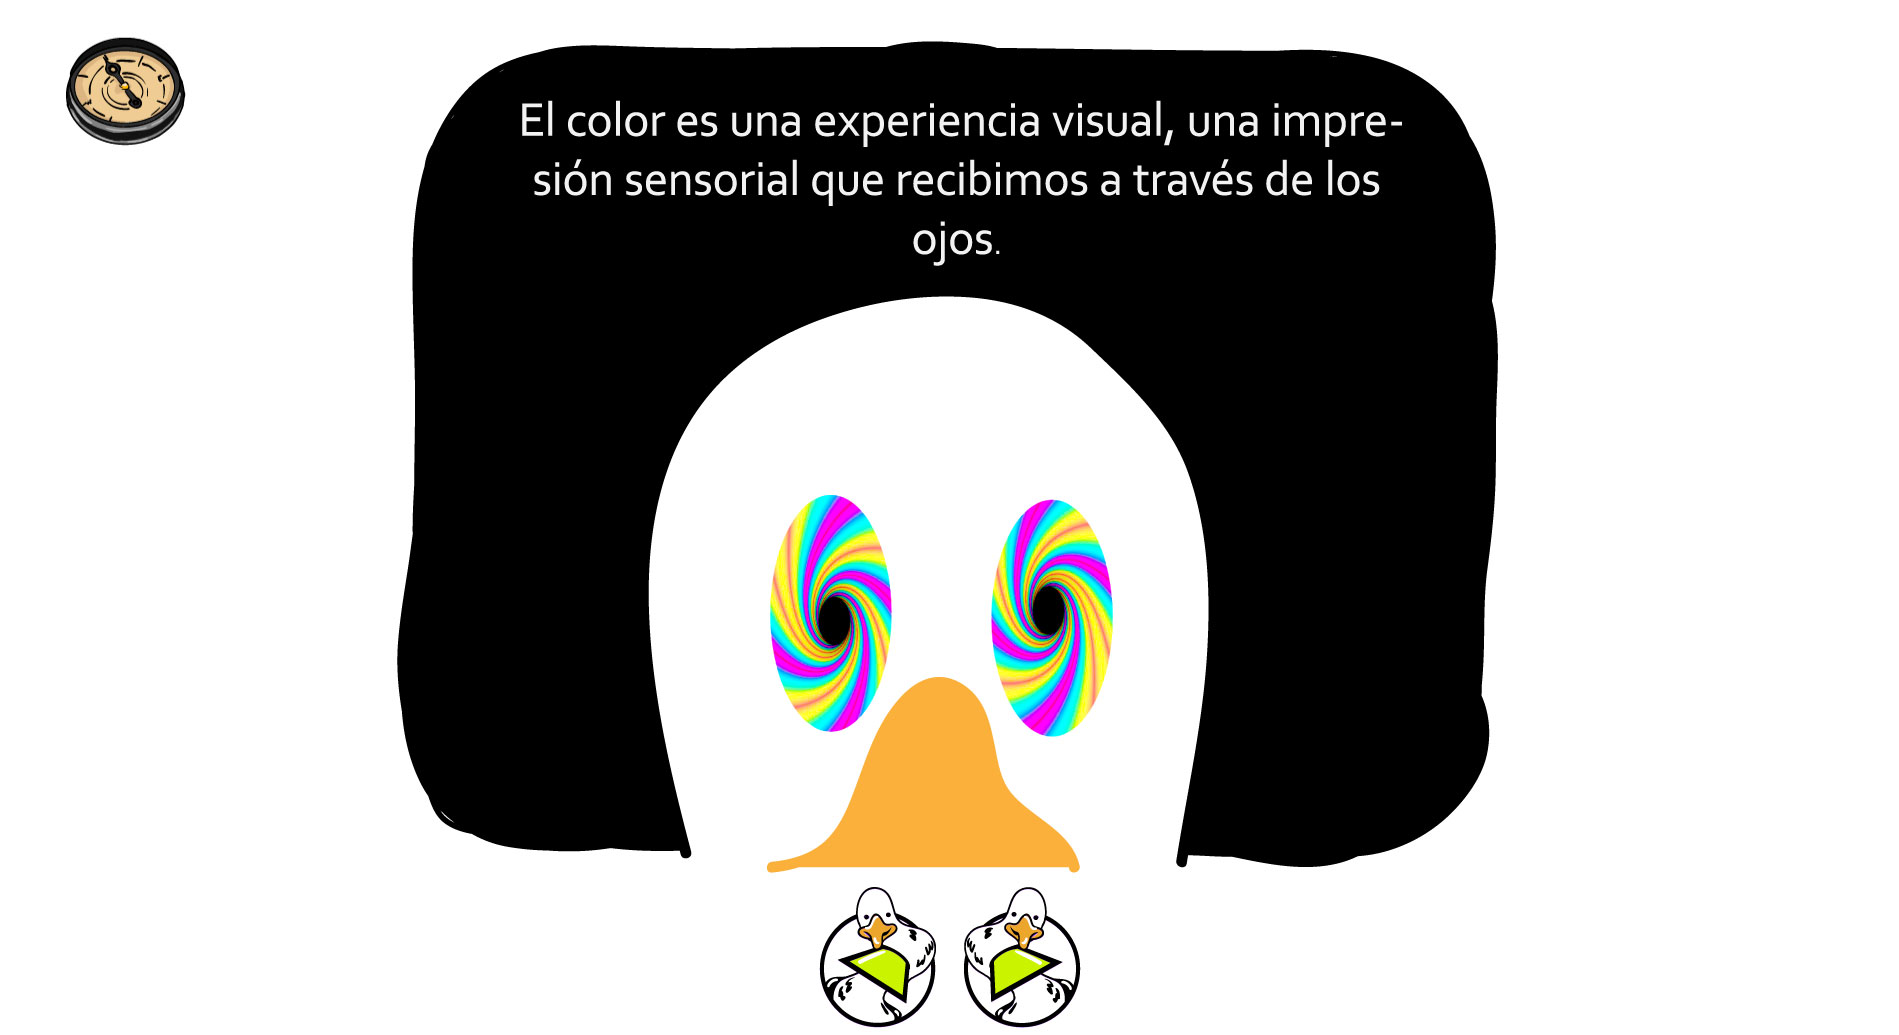 El color es una experiencia visual, una impre-
sión sensorial que recibimos a través de los
ojos.